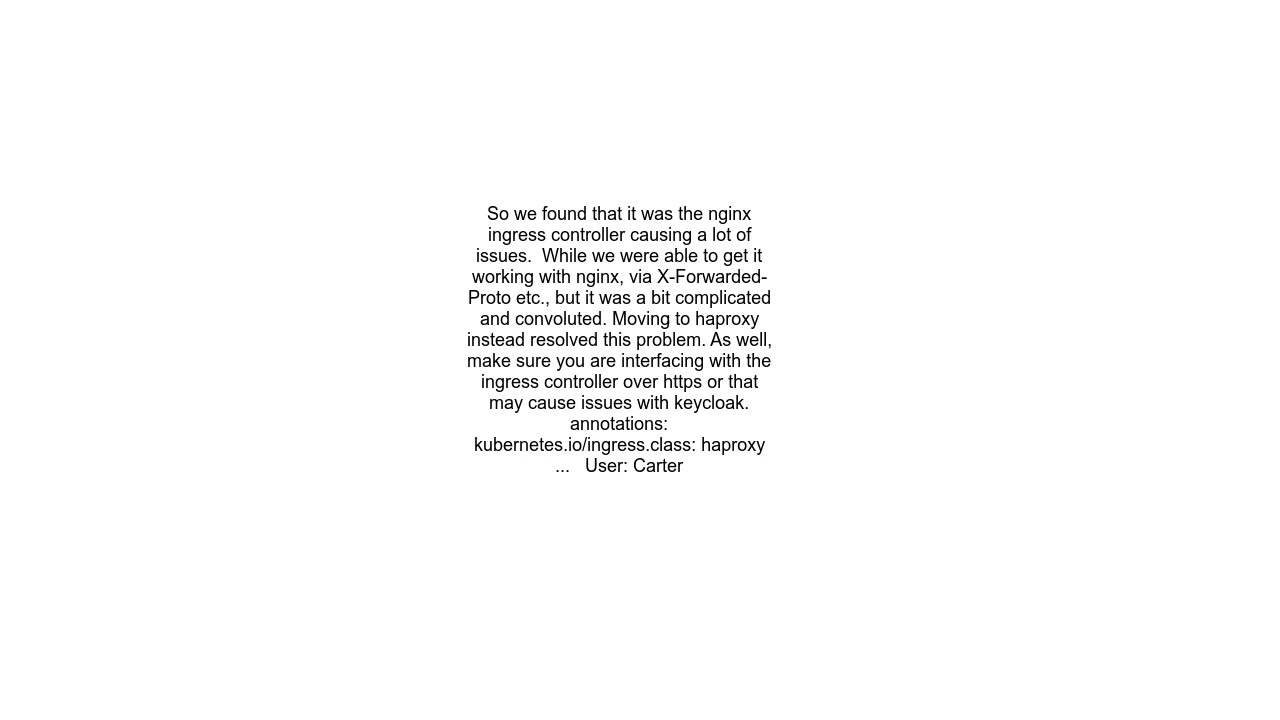 So we found that it was the nginx
ingress controller causing a lot of
issues.  While we were able to get it
working with nginx, via X-Forwarded-
Proto etc., but it was a bit complicated
and convoluted. Moving to haproxy
instead resolved this problem. As well,
make sure you are interfacing with the
ingress controller over https or that
may cause issues with keycloak.
annotations:
kubernetes.io/ingress.class: haproxy
...   User: Carter